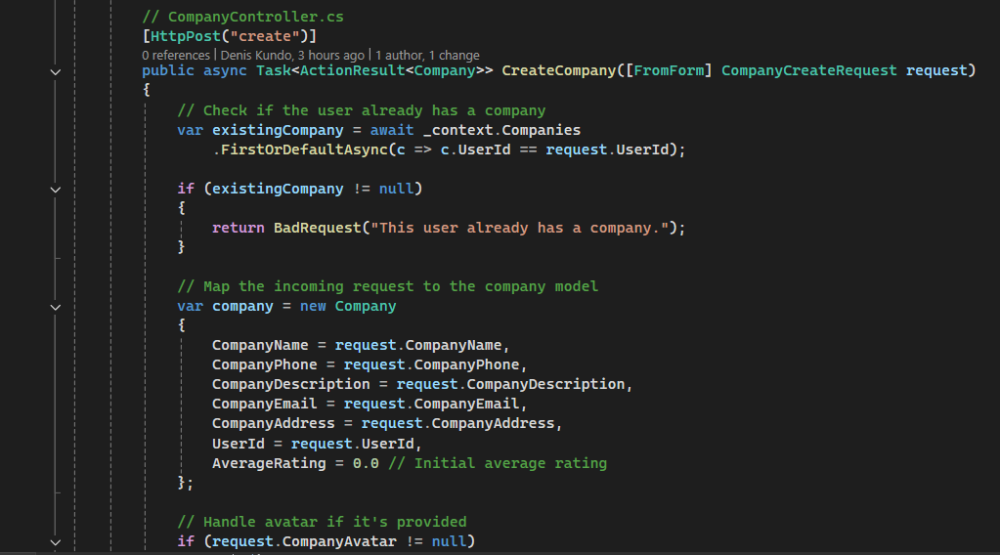 // CompanyController.cs
[HttpPost("create")]
0 references | Denis Kundo, 3 hours ago | 1 author, 1 change
public async Task<ActionResult<Company>> CreateCompany([FromForm] CompanyCreateRequest request)
{
// Check if the user already has a company
var existingCompany = await _context.Companies
.FirstOrDefaultAsync(c => c.UserId == request.UserId);
if (existingCompany != null)
{
return BadRequest("This user already has a company.");
}
// Map the incoming request to the company model
var company = new Company
{
CompanyName = request.CompanyName,
CompanyPhone = request.CompanyPhone,
CompanyDescription = request.CompanyDescription,
CompanyEmail = request.CompanyEmail,
CompanyAddress = request.CompanyAddress,
UserId = request.UserId,
AverageRating = 0.0 // Initial average rating
};
// Handle avatar if it's provided
if (request.CompanyAvatar != null)